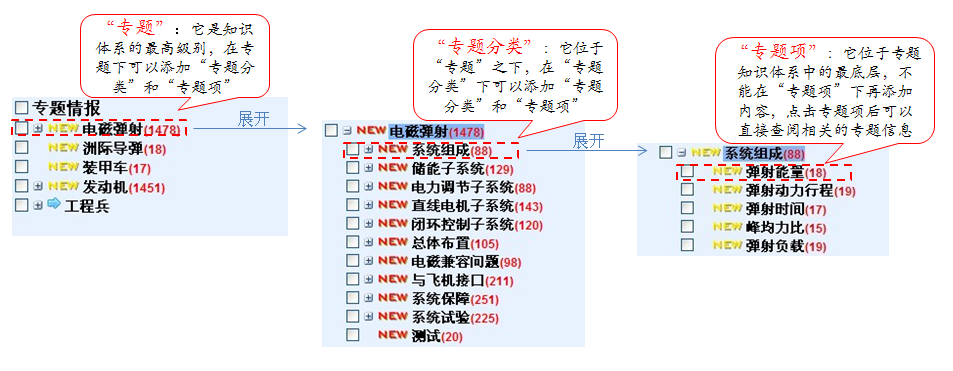 “专题”：它是知识
体系的最高级别，在专
题下可以添加“专题分
类”和“专题项”
专题情报
NEW 电磁弹射(1478)
NEW 洲际导弹(18)
NEW 装甲车(17)
NEW 发动机(1451)
工程兵
展开
“专题分类”：它位于
“专题”之下，在“专题
分类”下可以添加“专题
分类”和“专题项”
NEW 电磁弹射(1478)
NEW 系统组成(88)
NEW 储能子系统(129)
NEW 电力调节子系统(88)
NEW 直线电机子系统(143)
NEW 闭环控制子系统(120)
NEW 总体布置(105)
NEW 电磁兼容问题(98)
NEW 与飞机接口(211)
NEW 系统保障(251)
NEW 系统试验(225)
NEW 测试(20)
展开
“专题项”：它位于专题
知识体系中的最底层，不
能在“专题项”下再添加
内容，点击专题项后可以
直接查阅相关的专题信息
NEW 系统组成(88)
NEW 弹射能量(18)
NEW 弹射动力行程(19)
NEW 弹射时间(17)
NEW 峰均力比(15)
NEW 弹射负载(19)